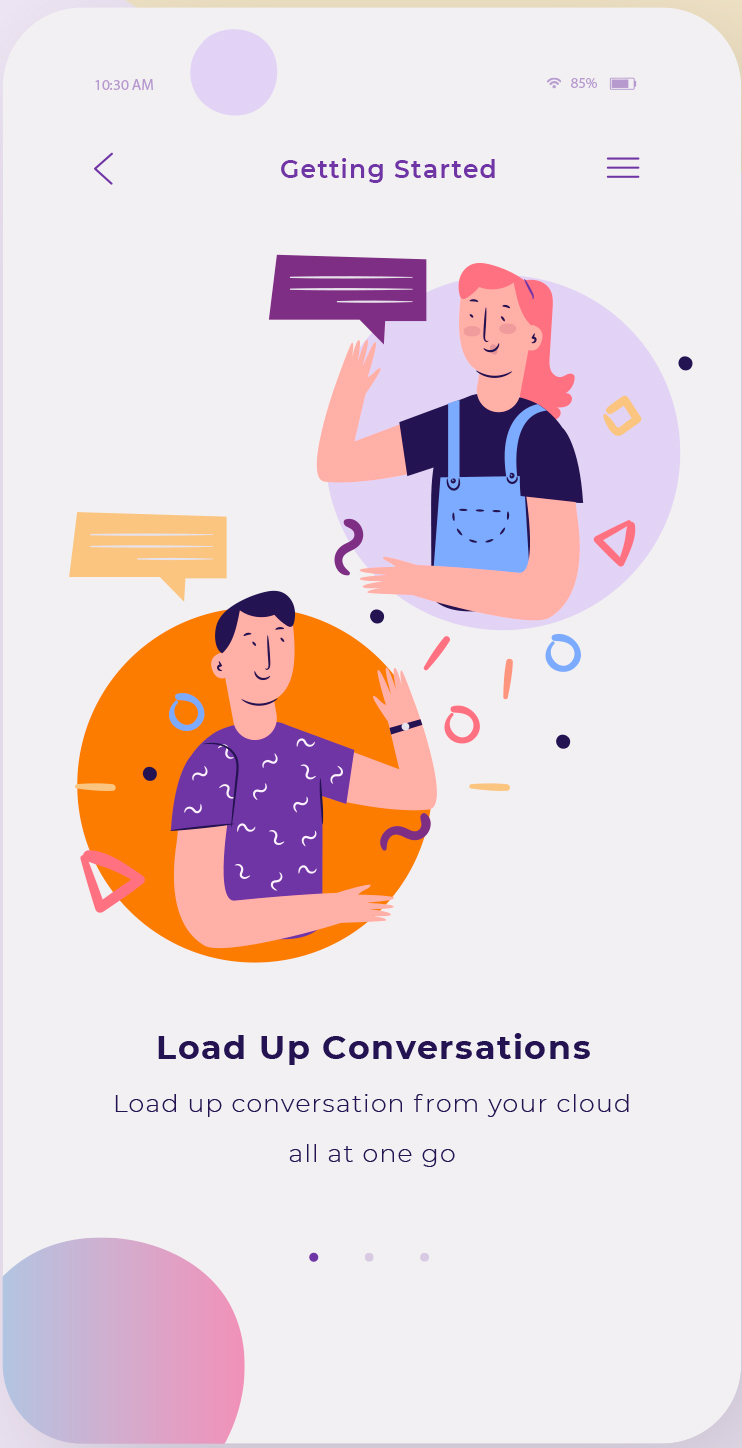 10:30 AM
85%
Getting Started
Load Up Conversations
Load up conversation from your cloud
all at one go